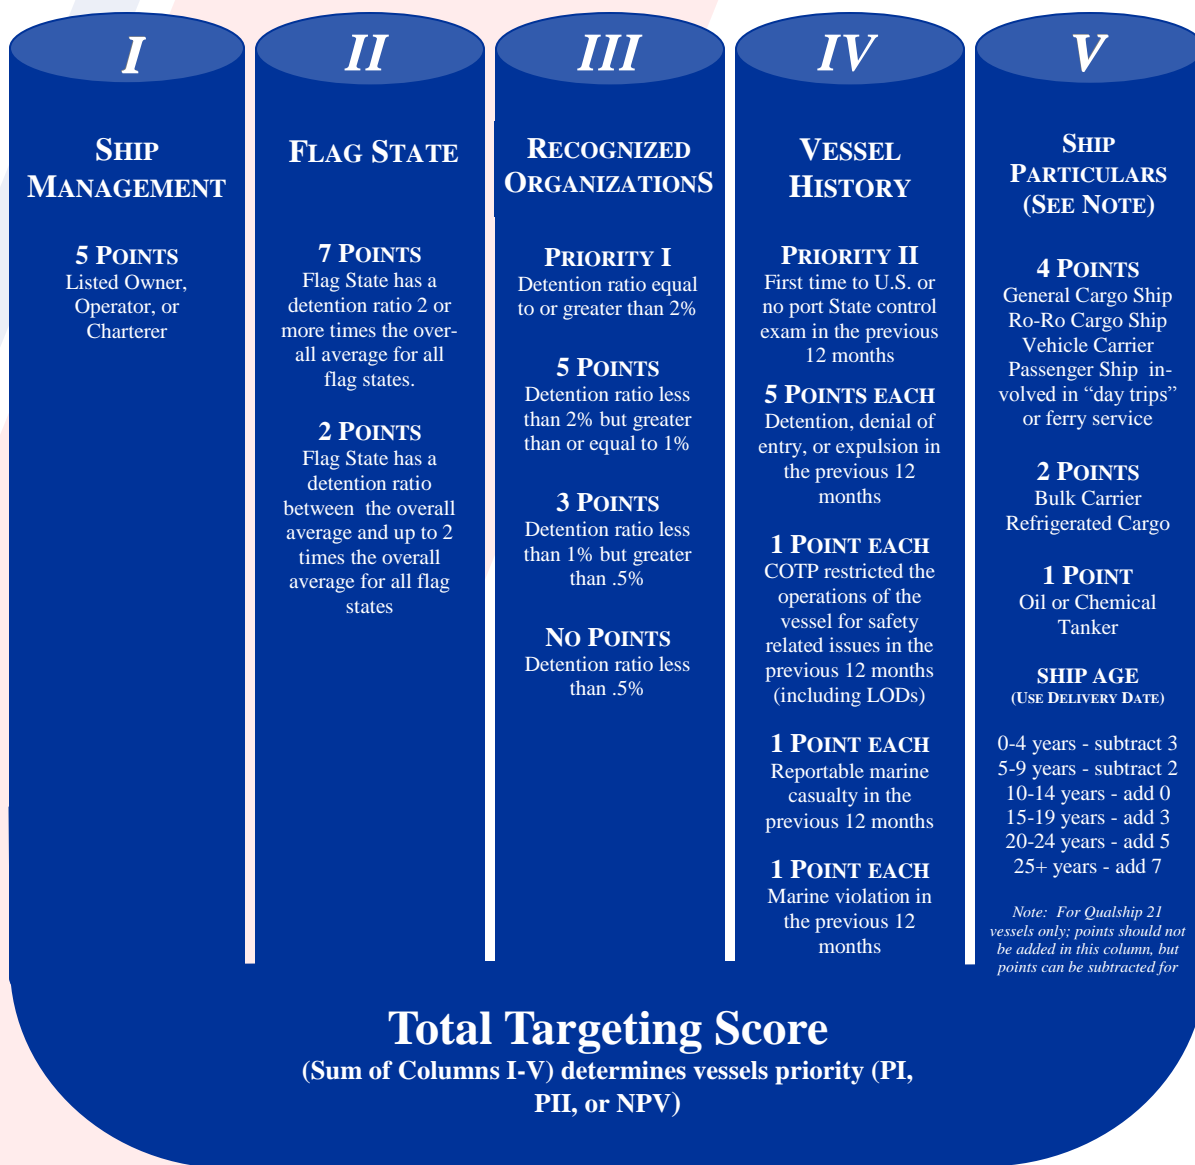 I
SHIP
MANAGEMENT
5 POINTS
Listed Owner,
Operator, or
Charterer
II
FLAG STATE
7 POINTS
Flag State has a
detention ratio 2 or
more times the over-
all average for all
flag states.
2 POINTS
Flag State has a
detention ratio
between the overall
average and up to 2
times the overall
average for all flag
states
III
RECOGNIZED
ORGANIZATIONS
PRIORITY I
Detention ratio equal
to or greater than 2%
5 POINTS
Detention ratio less
than 2% but greater
than or equal to 1%
3 POINTS
Detention ratio less
than 1% but greater
than .5%
NO POINTS
Detention ratio less
than .5%
IV
VESSEL
HISTORY
PRIORITY II
First time to U.S. or
no port State control
exam in the previous
12 months
5 POINTS EACH
Detention, denial of
entry, or expulsion in
the previous 12
months
1 POINT EACH
COTP restricted the
operations of the
vessel for safety
related issues in the
previous 12 months
(including LODs)
1 POINT EACH
Reportable marine
casualty in the
previous 12 months
1 POINT EACH
Marine violation in
the previous 12
months
V
SHIP
PARTICULARS
(SEE NOTE)
4 POINTS
General Cargo Ship
Ro-Ro Cargo Ship
Vehicle Carrier
Passenger Ship in-
volved in “day trips”
or ferry service
2 POINTS
Bulk Carrier
Refrigerated Cargo
1 POINT
Oil or Chemical
Tanker
SHIP AGE
(USE DELIVERY DATE)
0-4 years - subtract 3
5-9 years - subtract 2
10-14 years - add 0
15-19 years - add 3
20-24 years - add 5
25+ years - add 7
Note: For Qualship 21
vessels only; points should not
be added in this column, but
points can be subtracted for
Total Targeting Score
(Sum of Columns I-V) determines vessels priority (PI,
PII, or NPV)